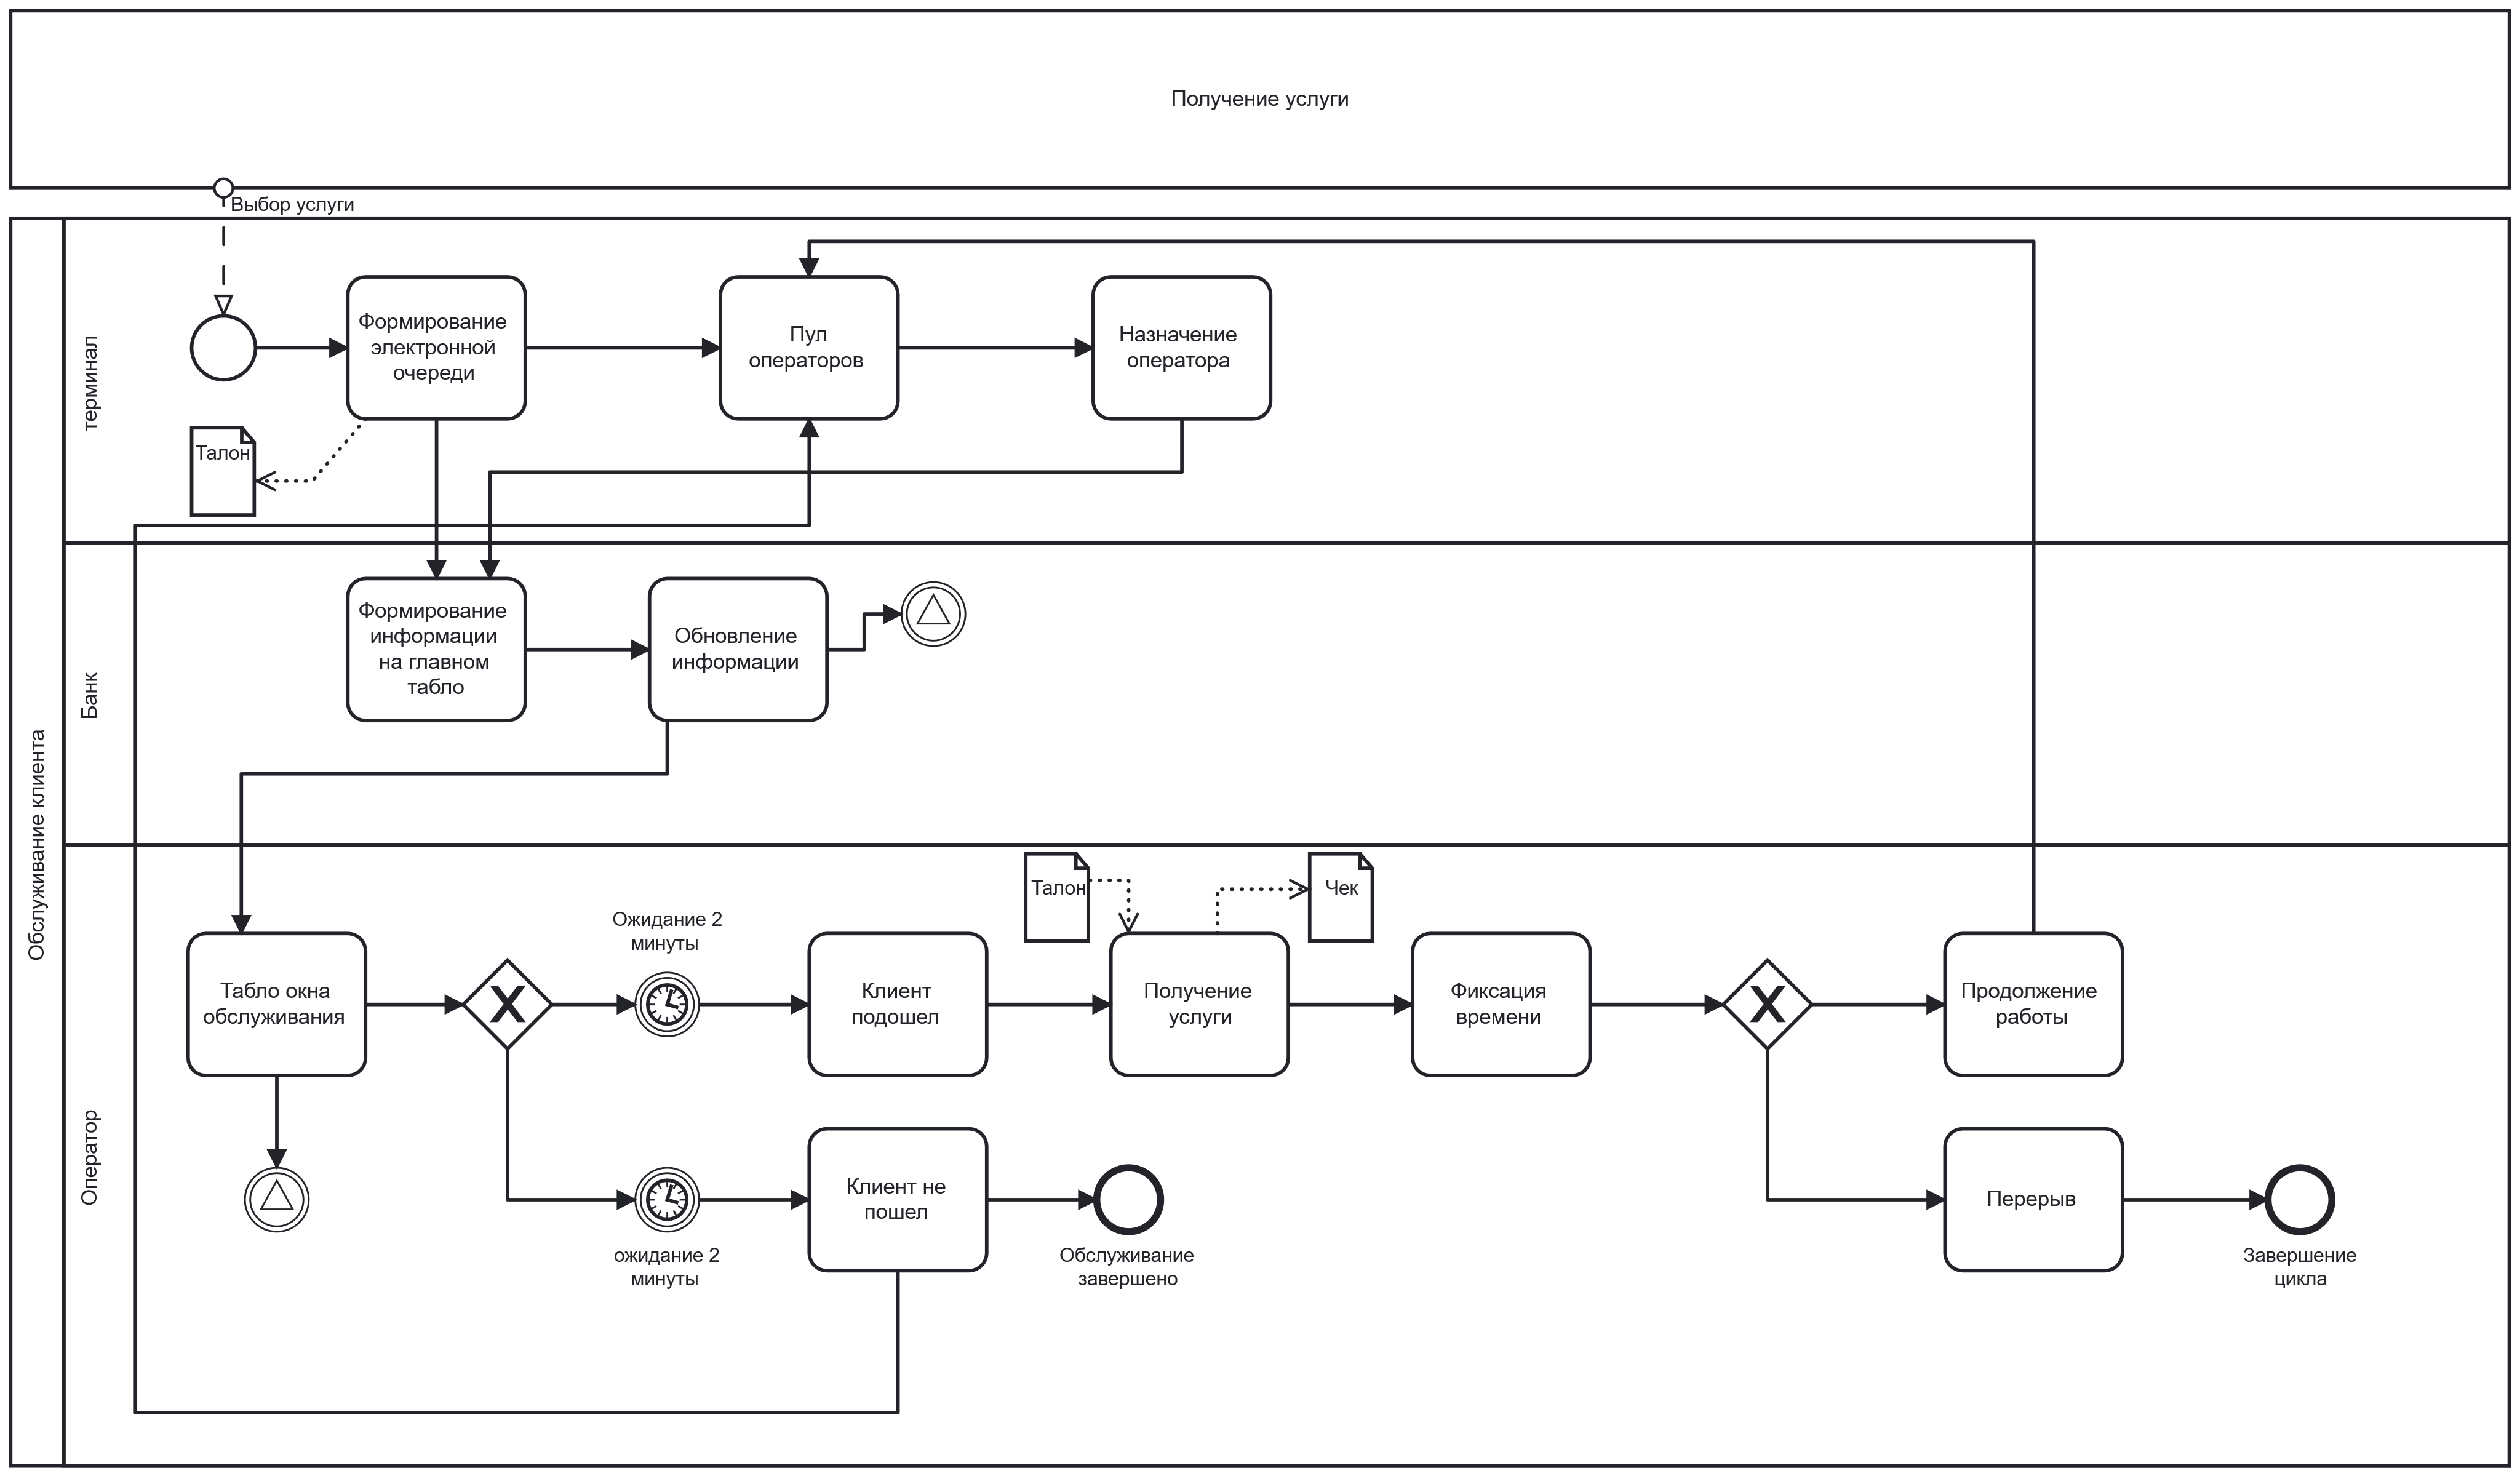 Получение услуги
Выбор услуги
Обслуживание клиента
терминал
Формирование
электронной
очереди
Пул
операторов
Назначение
оператора
Талон
Банк
Формирование
информации
на главном
табло
Обновление
информации
Оператор
Табло окна
обслуживания
Ожидание 2
минуты
Клиент
подошел
Талон
Получение
услуги
Чек
Фиксация
времени
Продолжение
работы
ожидание 2
минуты
Клиент не
пошел
Обслуживание
завершено
Перерыв
Завершение
цикла